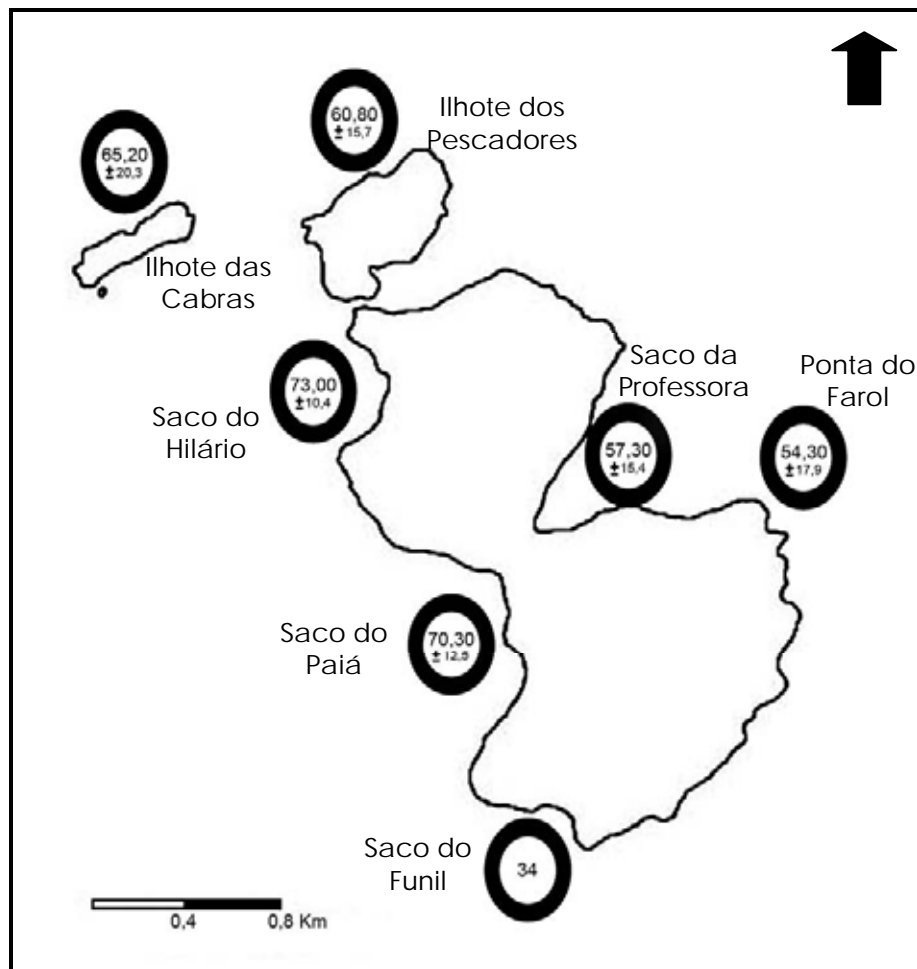 Ilhote dos
Pescadores
60,80
±15,7
65,20
±20,3
Ilhote das
Cabras
Saco da
Professora
Ponta do
Farol
73,00
±10,4
Saco do
Hilário
57,30
±15,4
54,30
±17,9
Saco do
Paiá
70,30
±12,5
Saco do
Funil
34
0,4
0,8 Km